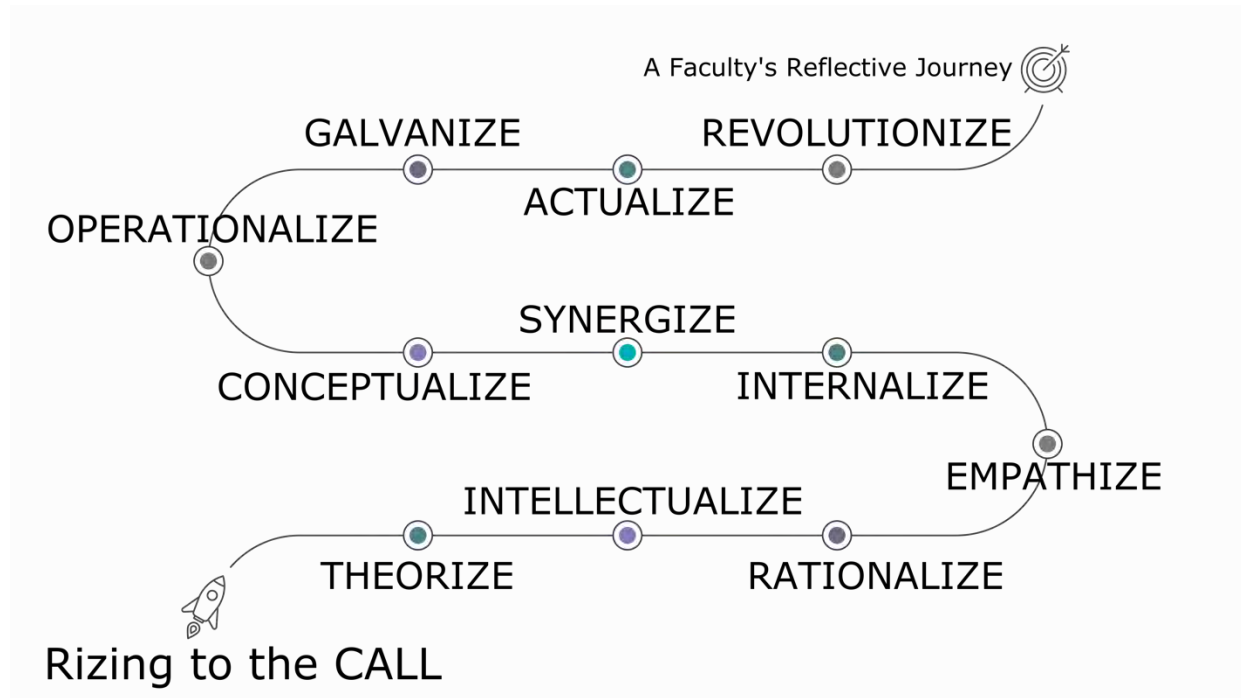 A Faculty's Reflective Journey
GALVANIZE
REVOLUTIONIZE
ACTUALIZE
OPERATIONALIZE
SYNERGIZE
CONCEPTUALIZE
INTERNALIZE
EMPATHIZE
INTELLECTUALIZE
THEORIZE
RATIONALIZE
Rizing to the CALL